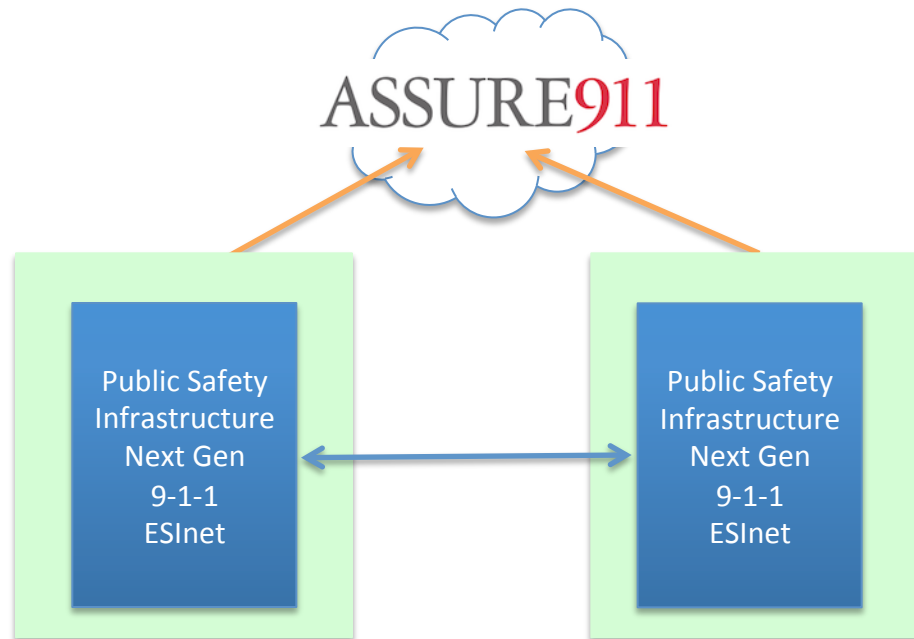 ASSURE911
Public Safety
Infrastructure
Next Gen
9-1-1
ESInet
Public Safety
Infrastructure
Next Gen
9-1-1
ESInet